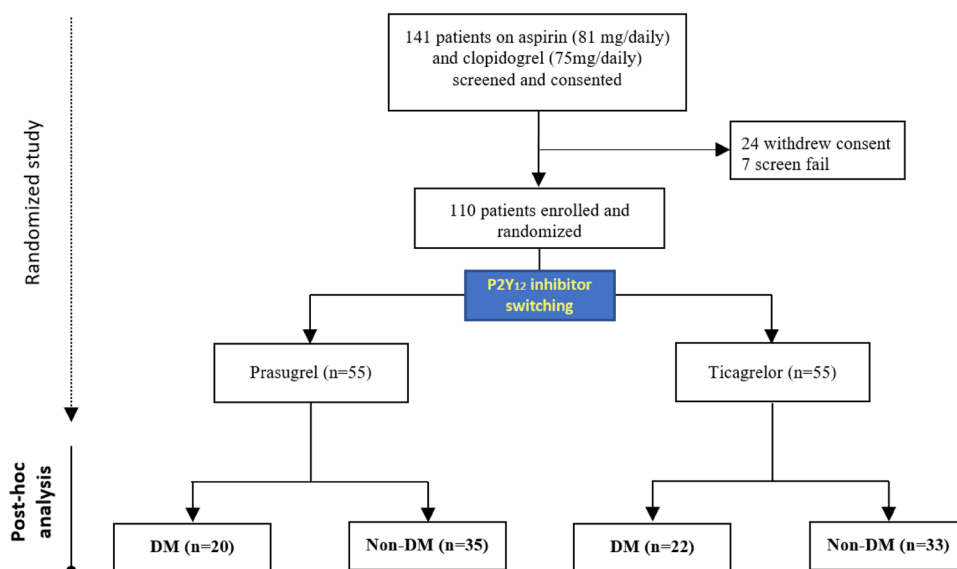 141 patients on aspirin (81 mg/daily)
and clopidogrel (75mg/daily)
screened and consented
24 withdrew consent
7 screen fail
Randomized study
110 patients enrolled and
randomized
P2Y₁₂ inhibitor
switching
Prasugrel (n=55)
Ticagrelor (n=55)
Post-hoc
analysis
DM (n=20)
Non-DM (n=35)
DM (n=22)
Non-DM (n=33)